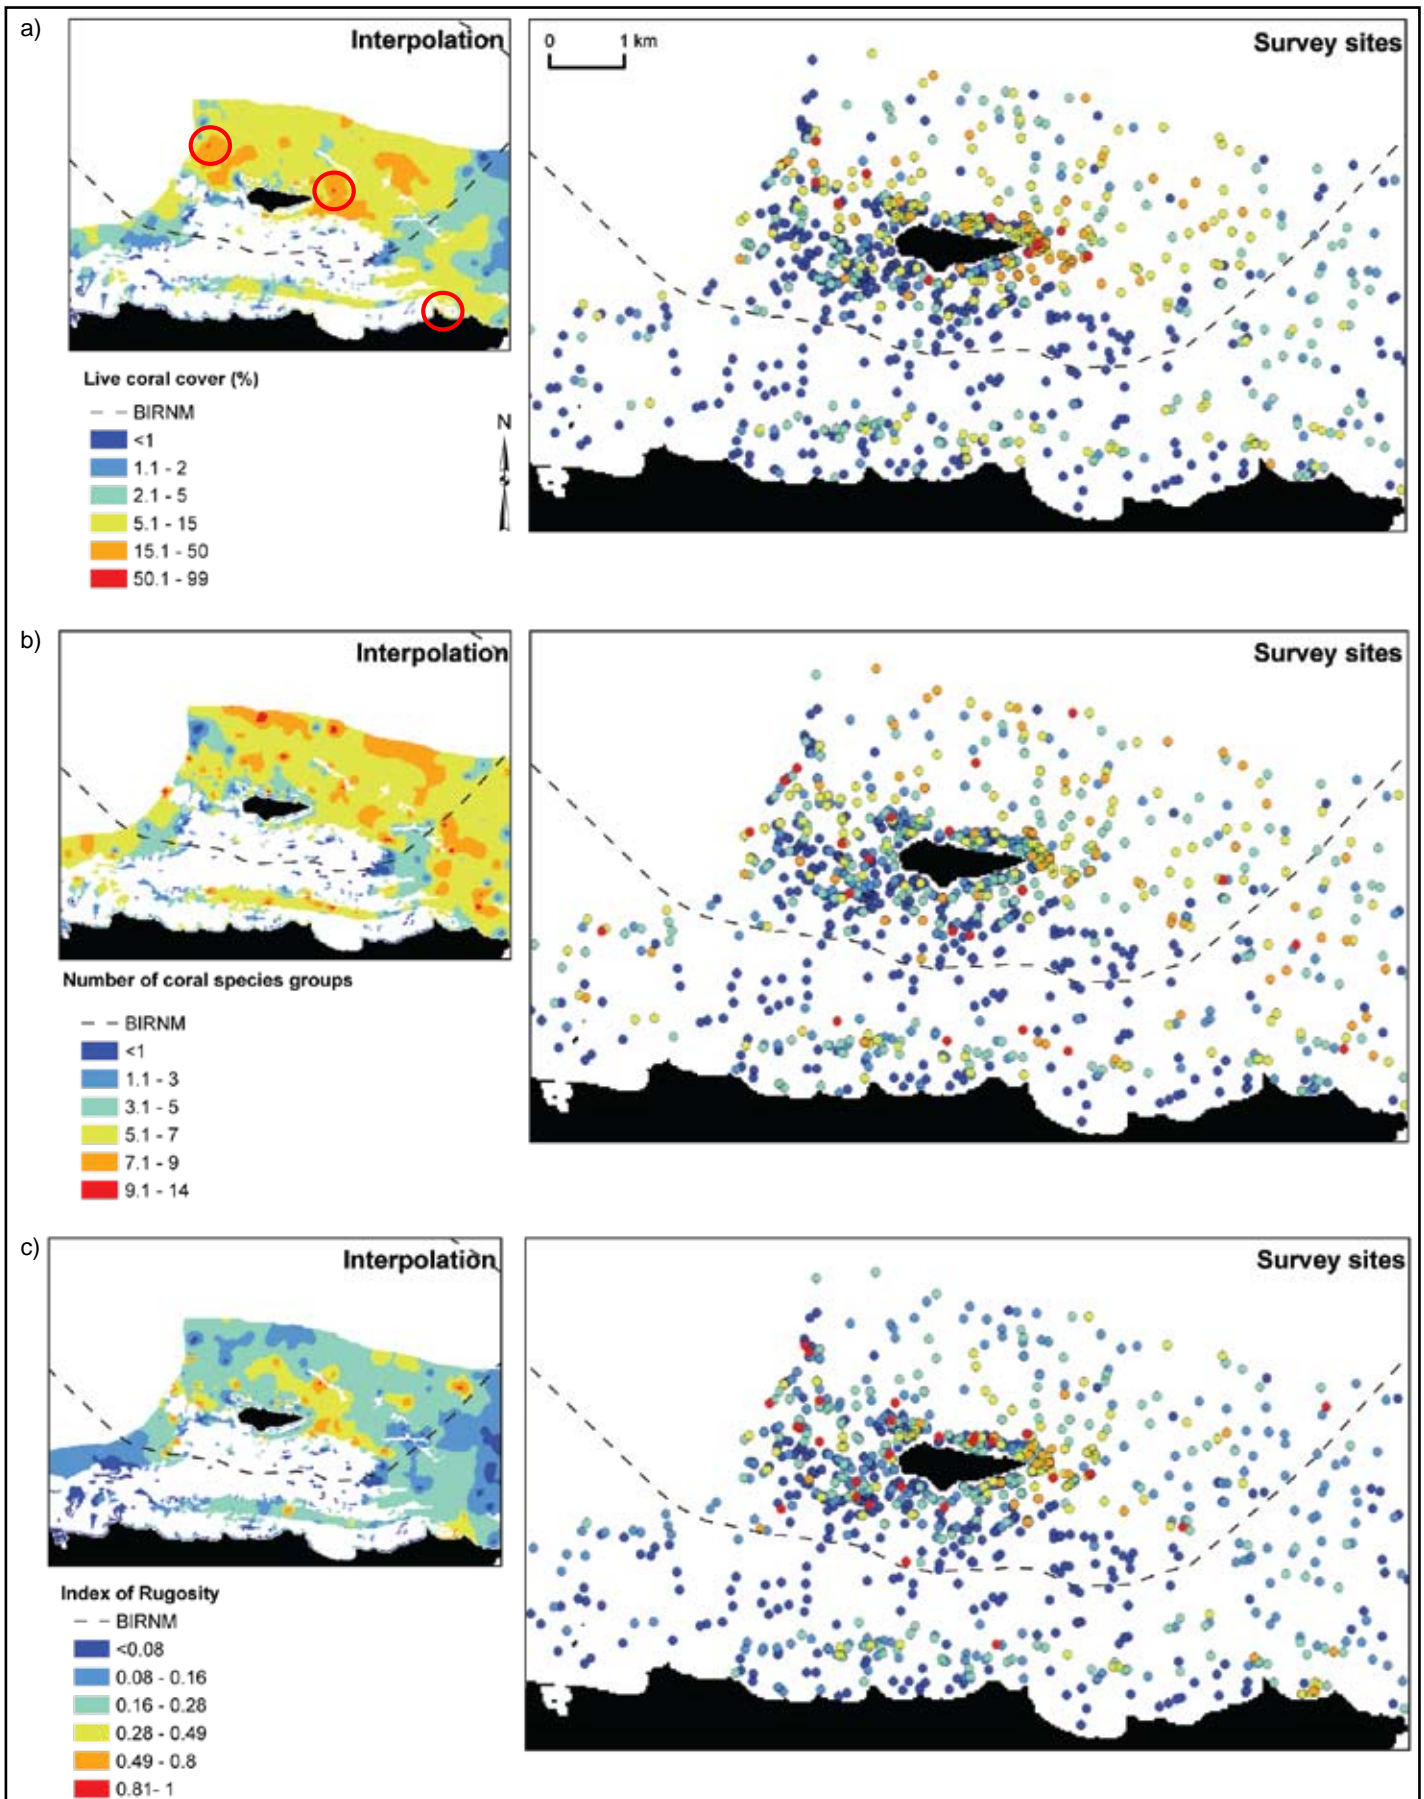 a)
Interpolation
0 1 km
Survey sites
Live coral cover (%)
BIRNM
<1
1.1 - 2
2.1 - 5
5.1 - 15
15.1 - 50
50.1 - 99
N
b)
Interpolation
Survey sites
Number of coral species groups
BIRNM
<1
1.1 - 3
3.1 - 5
5.1 - 7
7.1 - 9
9.1 - 14
c)
Interpolation
Survey sites
Index of Rugosity
BIRNM
<0.08
0.08 - 0.16
0.16 - 0.28
0.28 - 0.49
0.49 - 0.8
0.81- 1